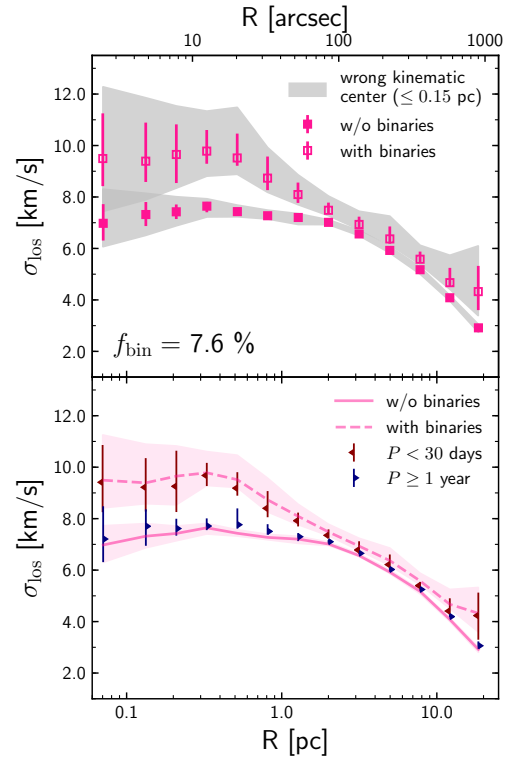 R [arcsec]
10 100 1000
wrong kinematic
center (≤ 0.15 pc)
w/o binaries
with binaries
12.0
10.0
8.0
6.0
4.0
2.0
σlos [km/s]
fbin = 7.6 %
w/o binaries
with binaries
P < 30 days
P ≥ 1 year
12.0
10.0
8.0
6.0
4.0
2.0
σlos [km/s]
0.1 1.0 10.0
R [pc]